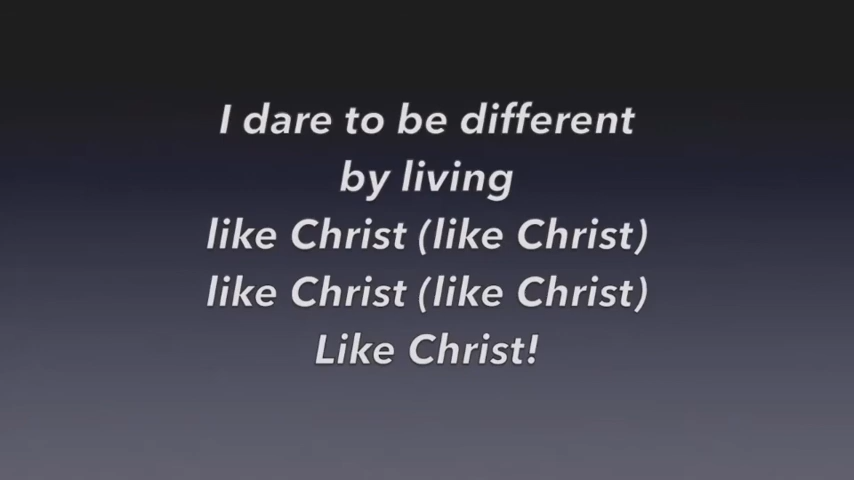 I dare to be different
by living
like Christ (like Christ)
like Christ (like Christ)
Like Christ!